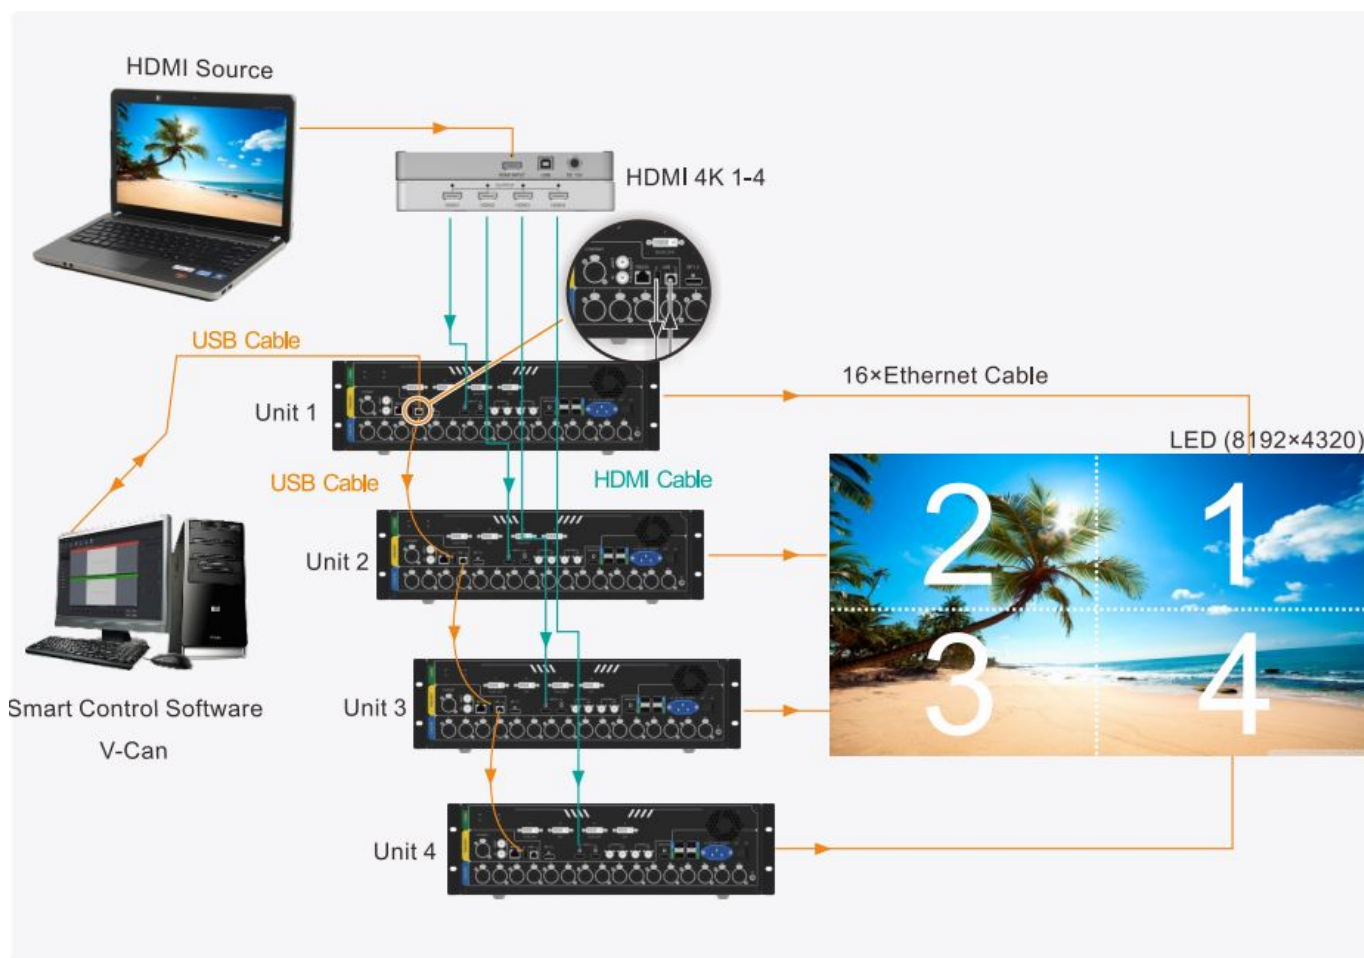 HDMI Source
HDMI 4K 1-4
USB Cable
16×Ethernet Cable
Unit 1
LED (8192×4320)
USB Cable
HDMI Cable
2
1
Unit 2
3
4
Smart Control Software
V-Can
Unit 3
Unit 4